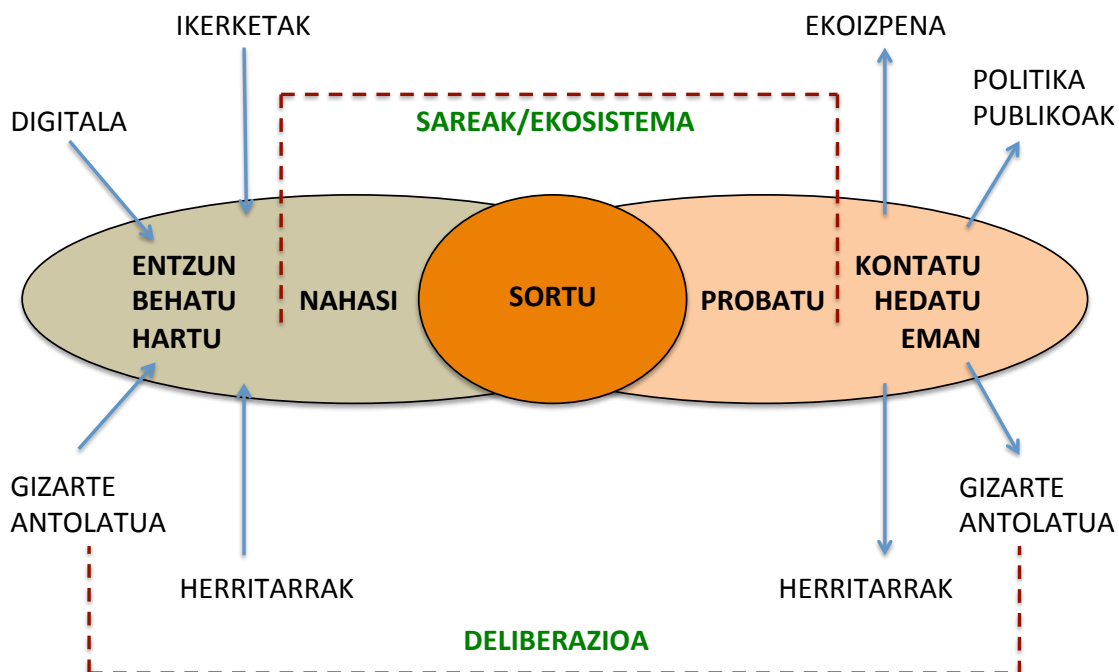 IKERKETAK
EKOIZPENA
POLITIKA
PUBLIKOAK
DIGITALA
SAREAK/EKOSISTEMA
ENTZUN
BEHATU
HARTU
NAHASI
SORTU
PROBATU
KONTATU
HEDATU
EMAN
GIZARTE
ANTOLATUA
GIZARTE
ANTOLATUA
HERRITARRAK
HERRITARRAK
DELIBERAZIOA